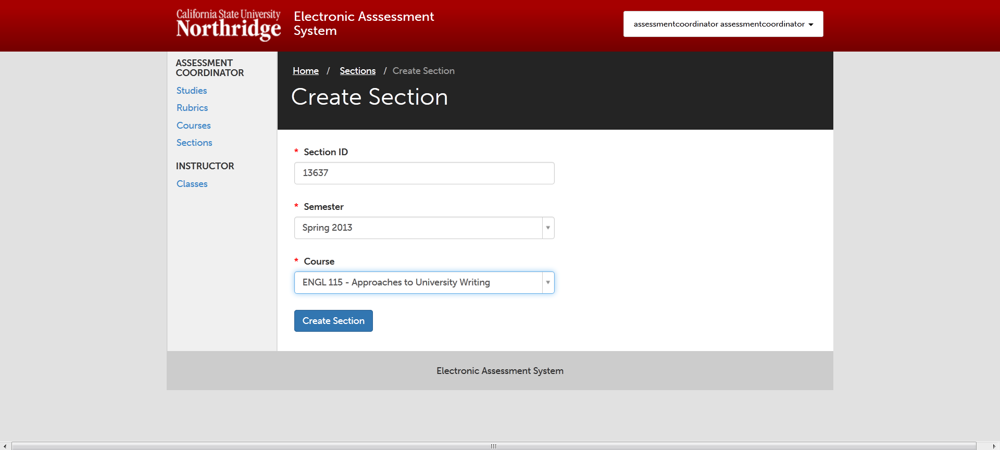 California State University
Northridge
Electronic Asssessment
System
assessmentcoordinator assessmentcoordinator
ASSESSMENT
COORDINATOR
Studies
Rubrics
Courses
Sections
INSTRUCTOR
Classes
Home / Sections / Create Section
Create Section
* Section ID
13637
* Semester
Spring 2013
* Course
ENGL 115 - Approaches to University Writing
Create Section
Electronic Assessment System